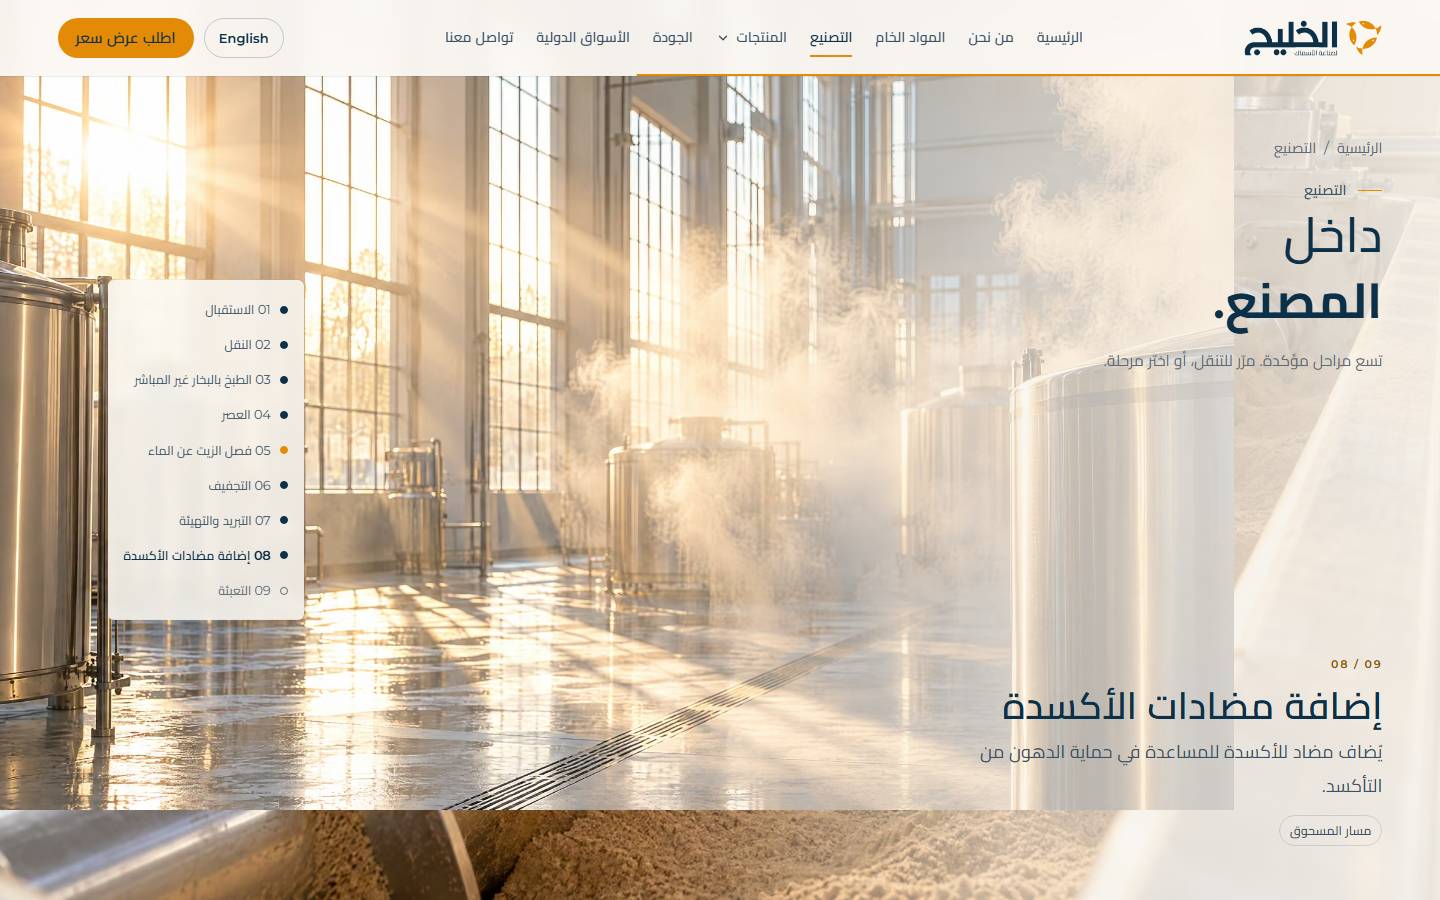 الخليج
لصناعة الأسماك
الرئيسية
من نحن
المواد الخام
التصنيع
المنتجات
الجودة
الأسواق الدولية
تواصل معنا
English
اطلب عرض سعر
الرئيسية / التصنيع
التصنيع
داخل
المصنع.
تسع مراحل مؤكدة. مرّر للتنقل، أو اختر مرحلة.
01 الاستقبال
02 النقل
03 الطبخ بالبخار غير المباشر
04 العصر
05 فصل الزيت عن الماء
06 التجفيف
07 التبريد والتهيئة
08 إضافة مضادات الأكسدة
09 التعبئة
08 / 09
إضافة مضادات الأكسدة
يُضاف مضاد للأكسدة للمساعدة في حماية الدهون من
التأكسد.
مسار المسحوق